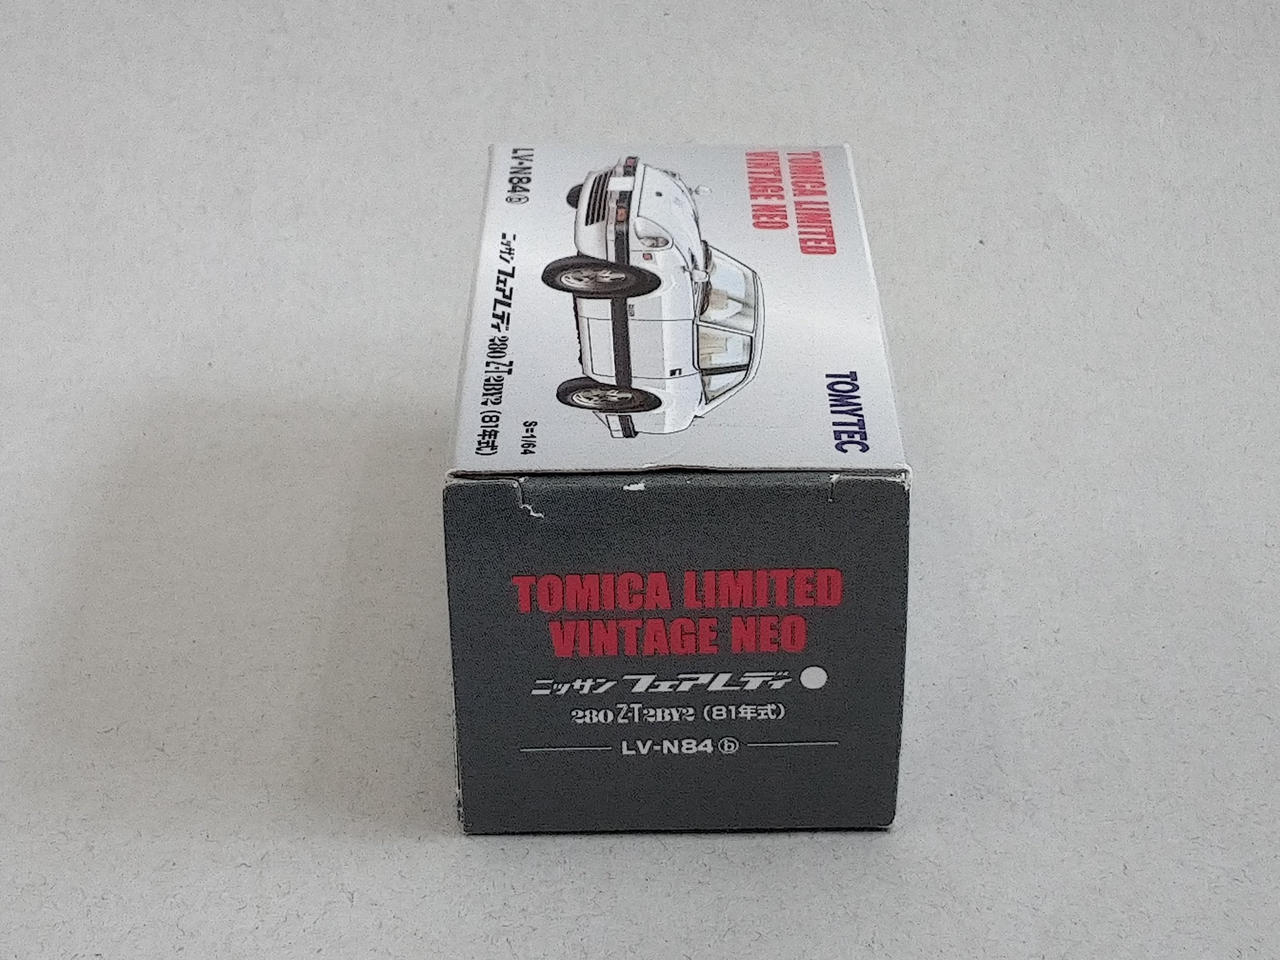 TOMICA LIMITED
VINTAGE NEO
TOMYTEC
LV-N84ⓑ
ニッサン フェアレディ 280Z-T 2BY2 (81年式)
S=1/64
TOMICA LIMITED
VINTAGE NEO
ニッサン フェアレディ
280Z-T 2BY2 (81年式)
LV-N84ⓑ